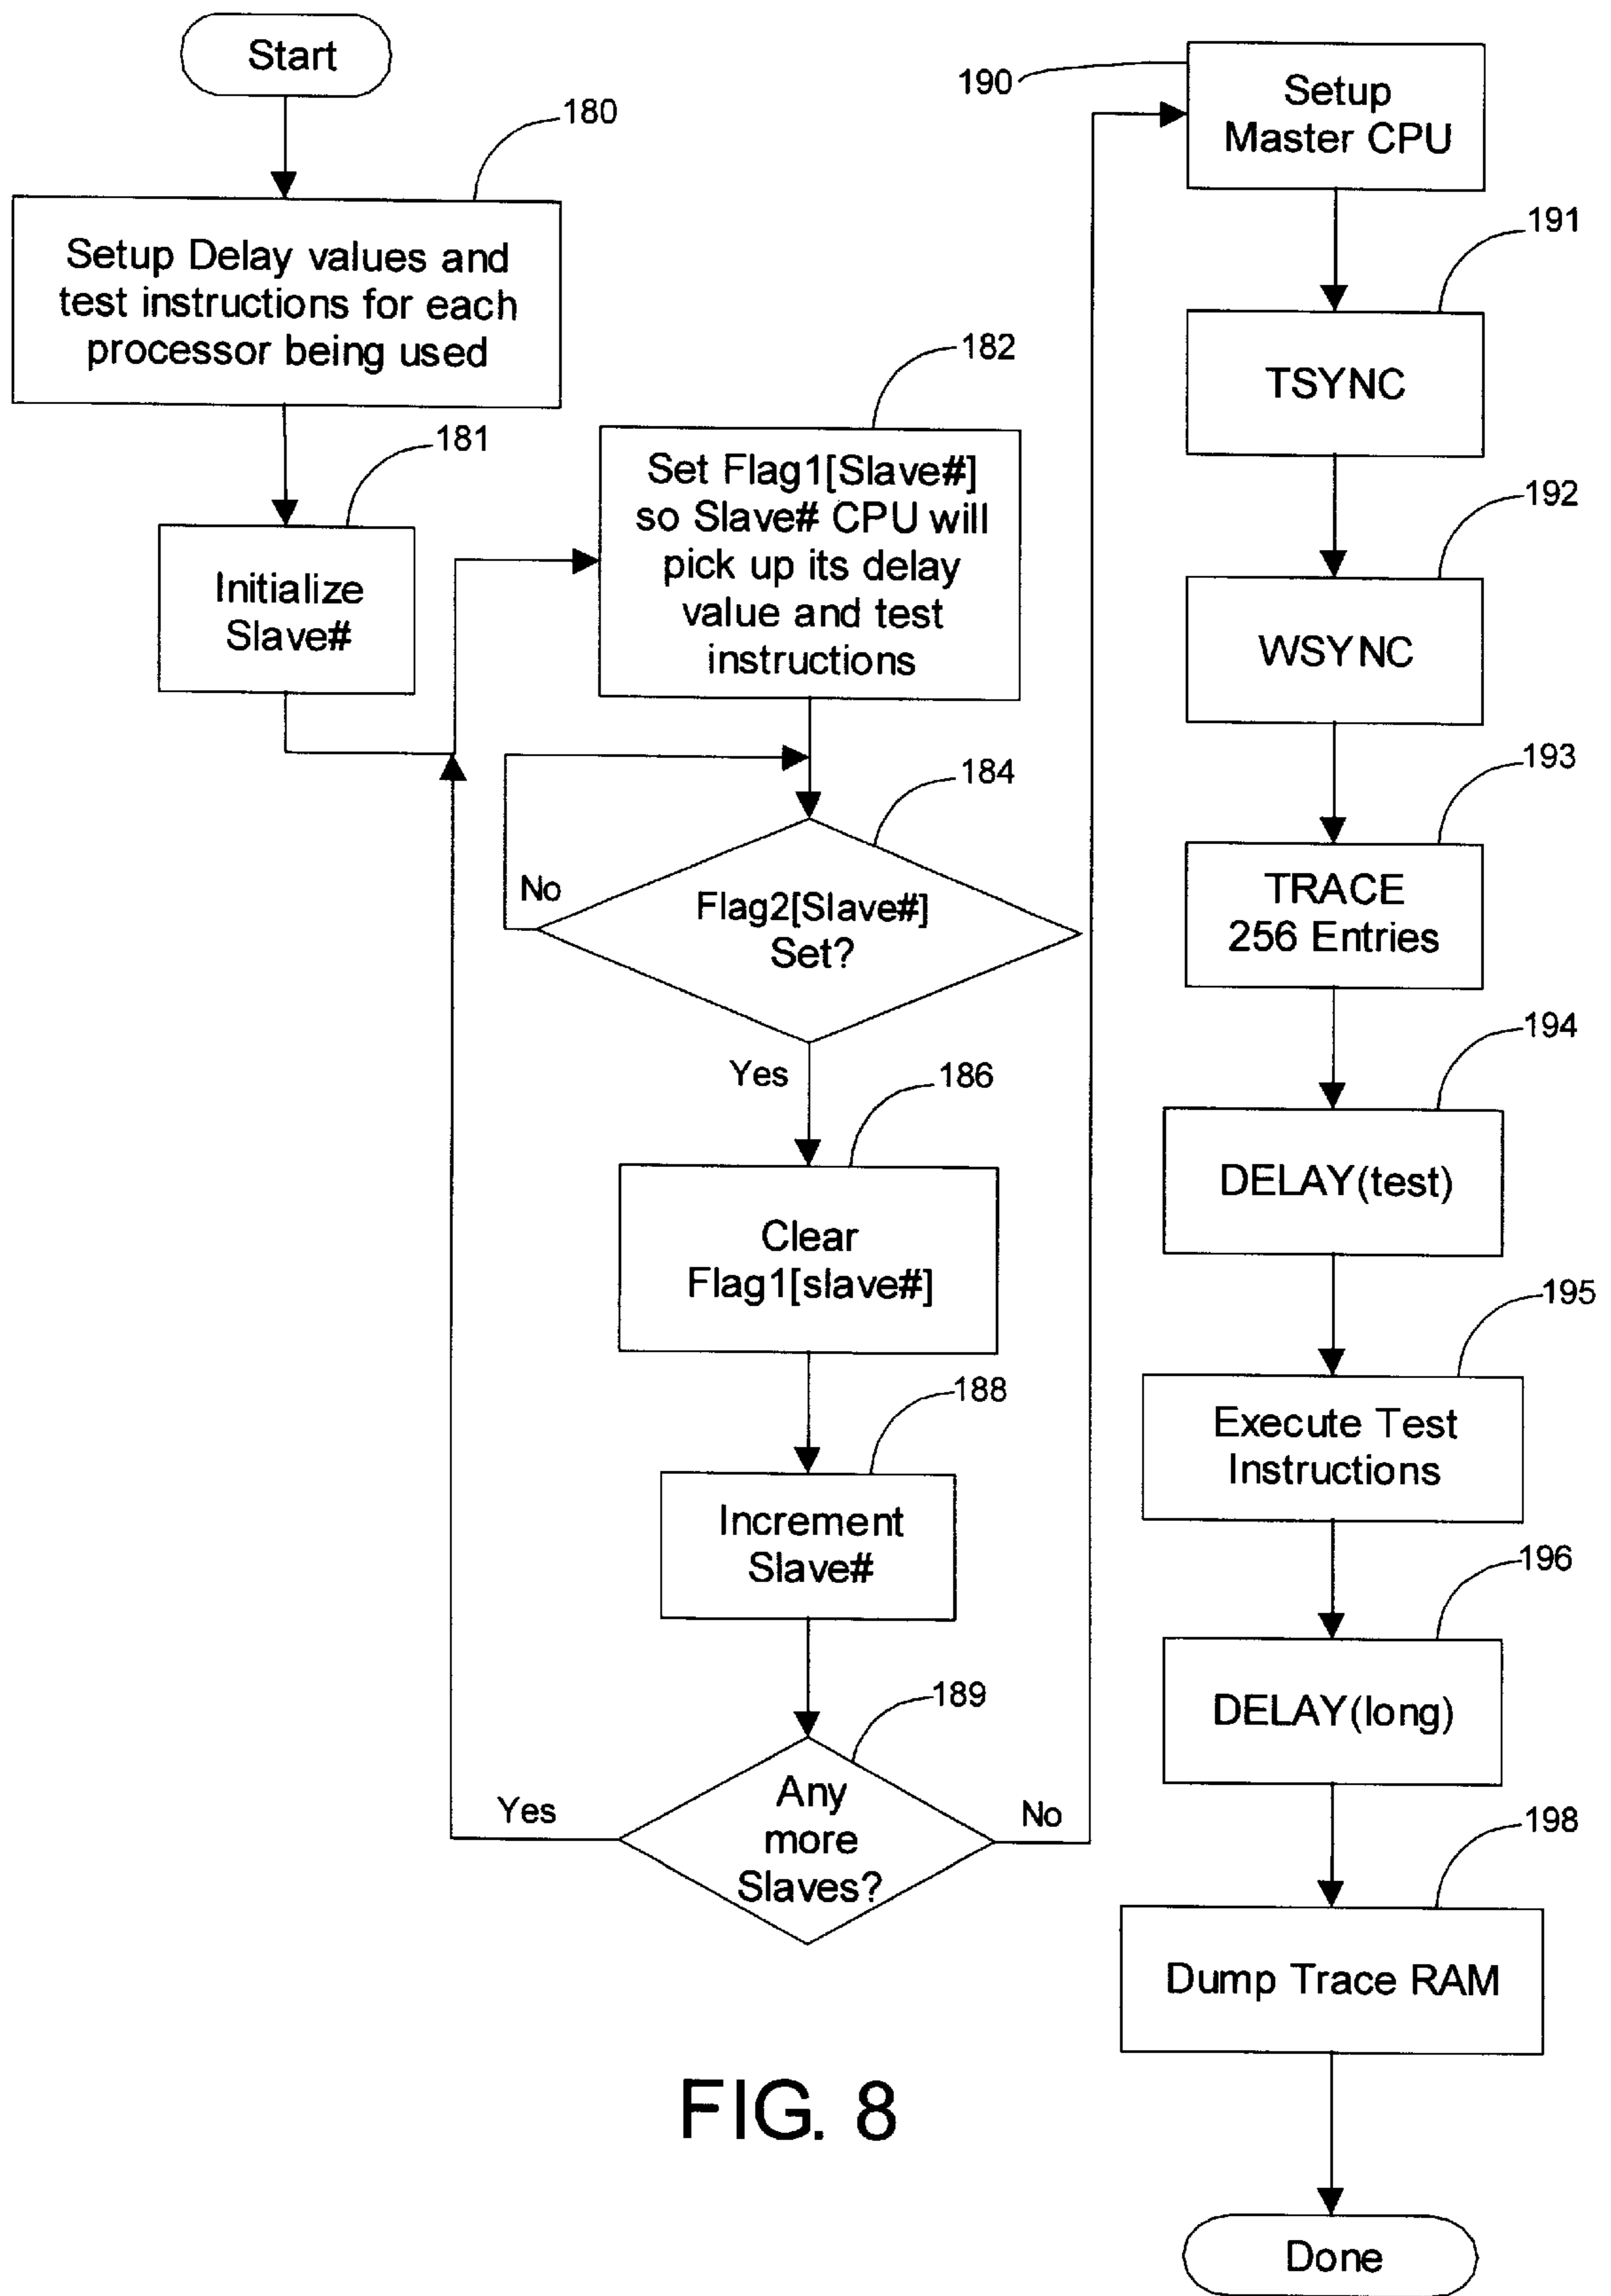 Start
180
Setup Delay values and
test instructions for each
processor being used
181
Initialize
Slave#
182
Set Flag1[Slave#]
so Slave# CPU will
pick up its delay
value and test
instructions
184
No
Flag2[Slave#]
Set?
Yes
186
Clear
Flag1[slave#]
188
Increment
Slave#
189
Any
more
Slaves?
Yes
No
190
Setup
Master CPU
191
TSYNC
192
WSYNC
193
TRACE
256 Entries
194
DELAY(test)
195
Execute Test
Instructions
196
DELAY(long)
198
Dump Trace RAM
Done
FIG. 8